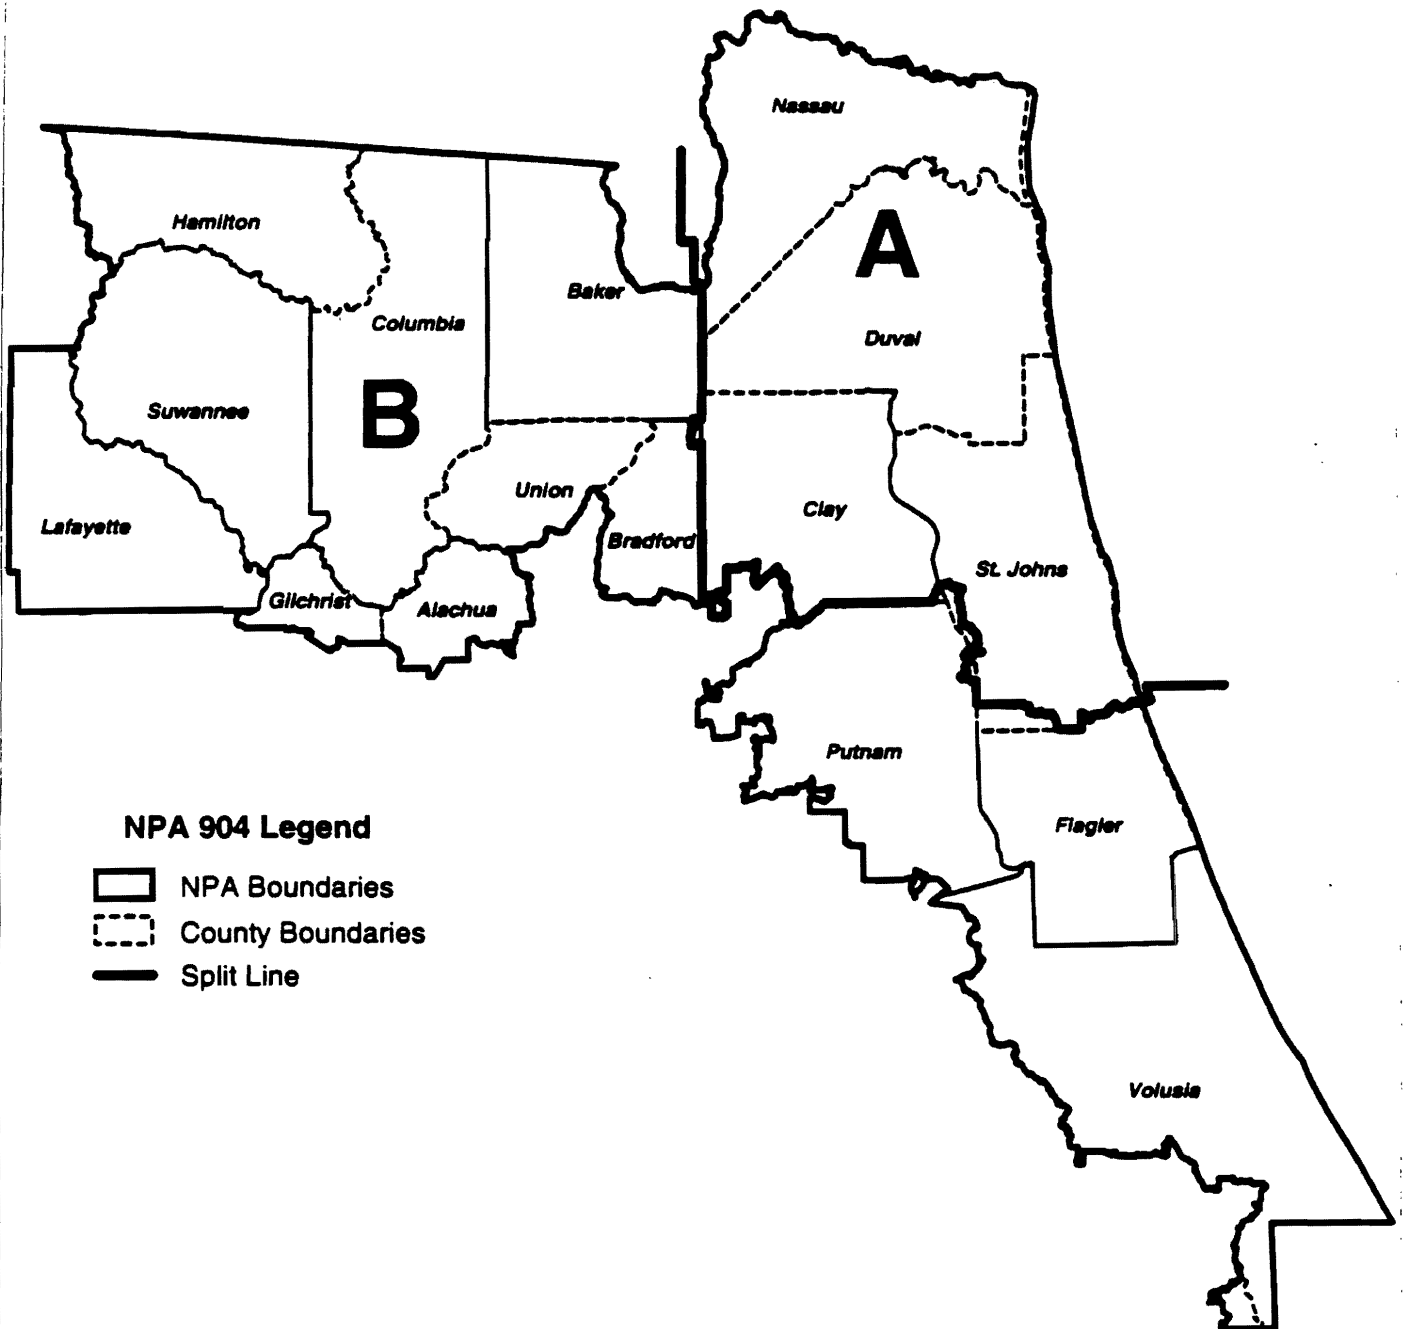 Nassau
A
Hamilton
Baker
Columbia
Duval
B
Suwannee
Union
Clay
Lafayette
Bradford
St. Johns
Gilchrist
Alachua
Putnam
Flagler
NPA 904 Legend
NPA Boundaries
County Boundaries
Split Line
Volusia